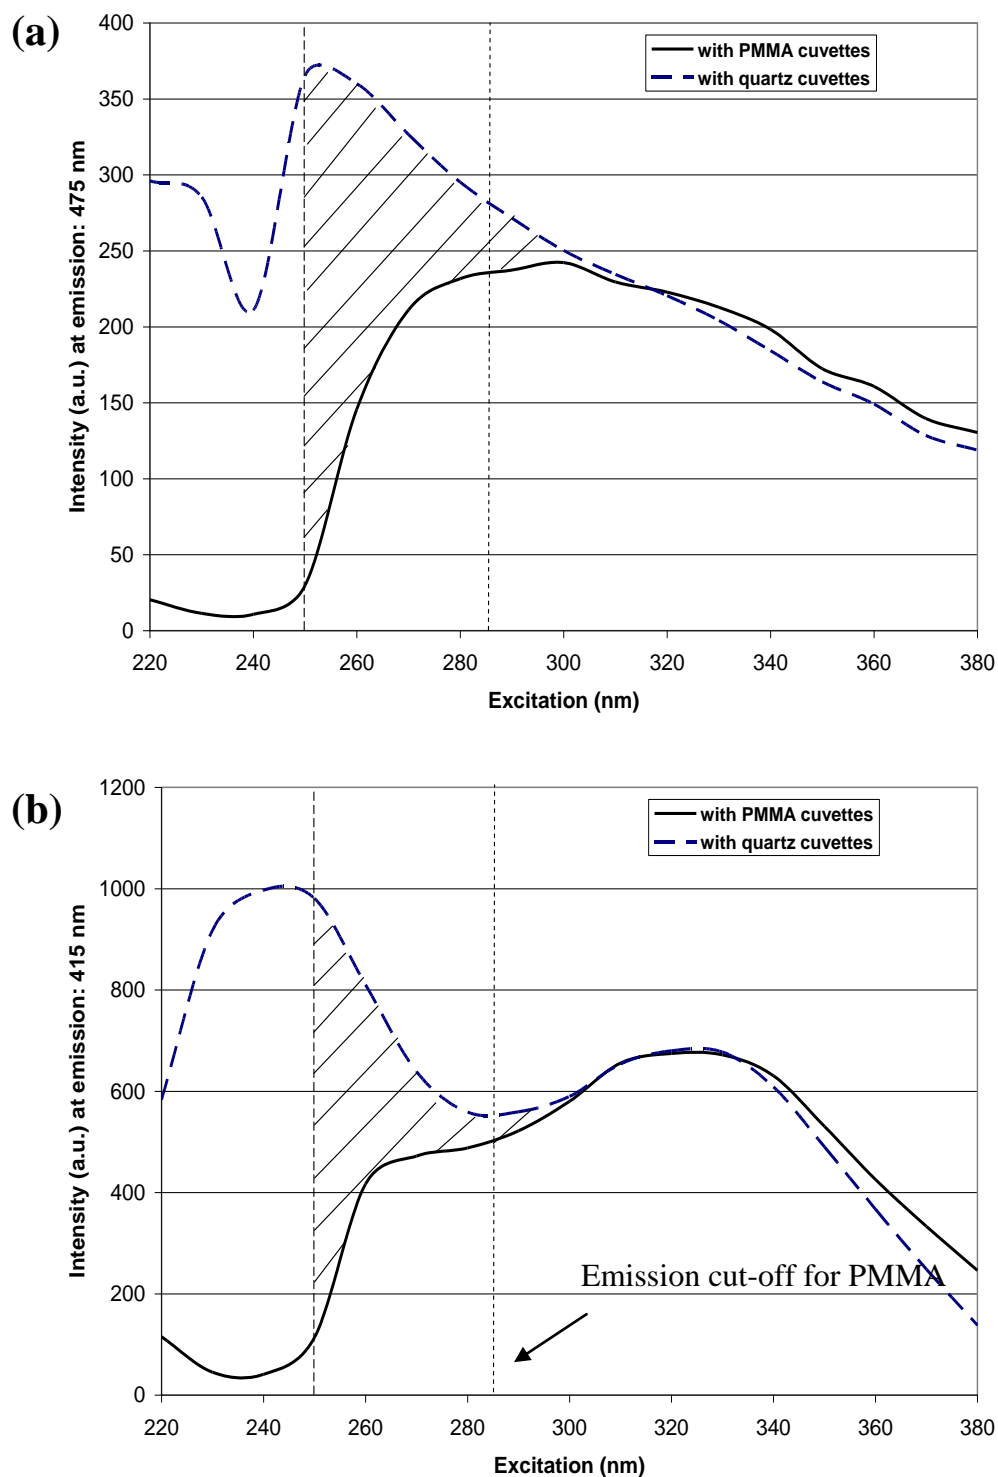 (a)
Intensity (a.u.) at emission: 475 nm
400
350
300
250
200
150
100
50
0
with PMMA cuvettes
with quartz cuvettes
220 240 260 280 300 320 340 360 380
Excitation (nm)
(b)
Intensity (a.u.) at emission: 415 nm
1200
1000
800
600
400
200
0
with PMMA cuvettes
with quartz cuvettes
Emission cut-off for PMMA
220 240 260 280 300 320 340 360 380
Excitation (nm)